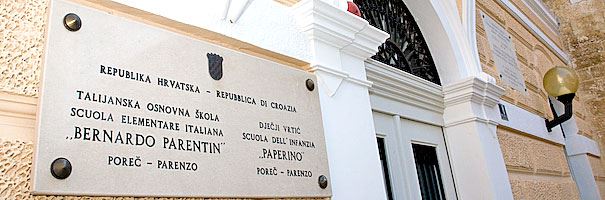 REPUBLIKA HRVATSKA – REPUBBLICA DI CROAZIA
TALIJANSKA OSNOVNA ŠKOLA
SCUOLA ELEMENTARE ITALIANA
„BERNARDO PARENTIN”
POREČ – PARENZO
DJEČJI VRTIĆ
SCUOLA DELL'INFANZIA
„PAPERINO”
POREČ – PARENZO